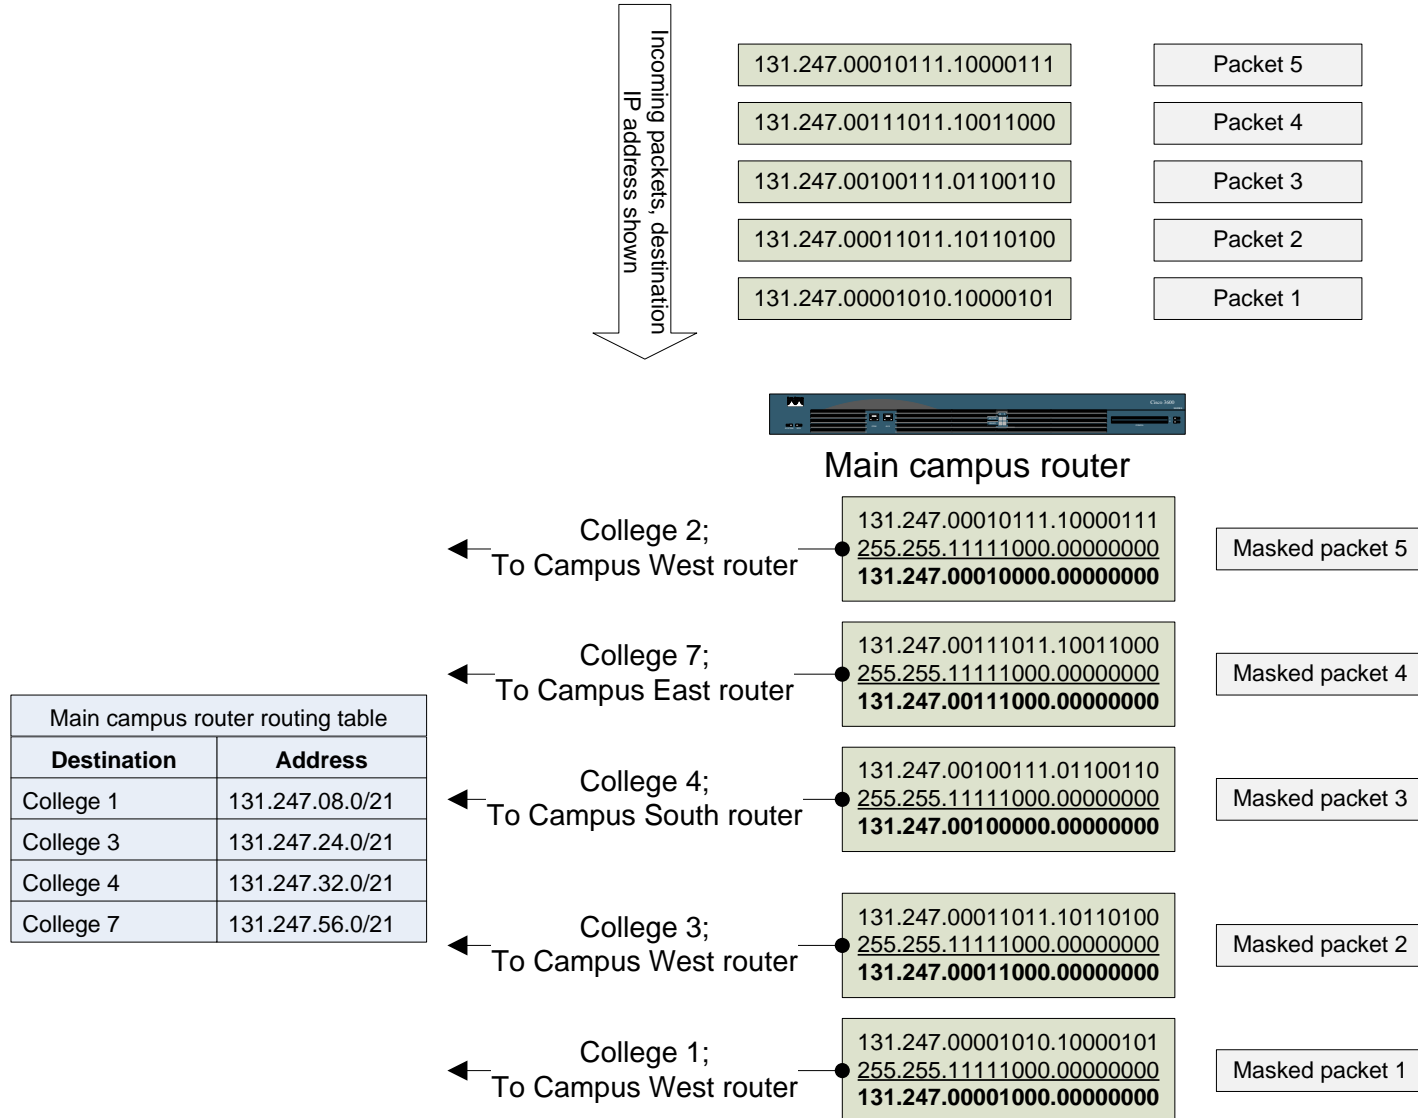 Incoming packets, destination
IP address shown
131.247.00010111.10000111
Packet 5
131.247.00111011.10011000
Packet 4
131.247.00100111.01100110
Packet 3
131.247.00011011.10110100
Packet 2
131.247.00001010.10000101
Packet 1
Cisco 3600
Main campus router
College 2;
To Campus West router
131.247.00010111.10000111
255.255.11111000.00000000
131.247.00010000.00000000
Masked packet 5
College 7;
To Campus East router
131.247.00111011.10011000
255.255.11111000.00000000
131.247.00111000.00000000
Masked packet 4
Main campus router routing table
Destination Address
College 1 131.247.08.0/21
College 3 131.247.24.0/21
College 4 131.247.32.0/21
College 7 131.247.56.0/21
College 4;
To Campus South router
131.247.00100111.01100110
255.255.11111000.00000000
131.247.00100000.00000000
Masked packet 3
College 3;
To Campus West router
131.247.00011011.10110100
255.255.11111000.00000000
131.247.00011000.00000000
Masked packet 2
College 1;
To Campus West router
131.247.00001010.10000101
255.255.11111000.00000000
131.247.00001000.00000000
Masked packet 1